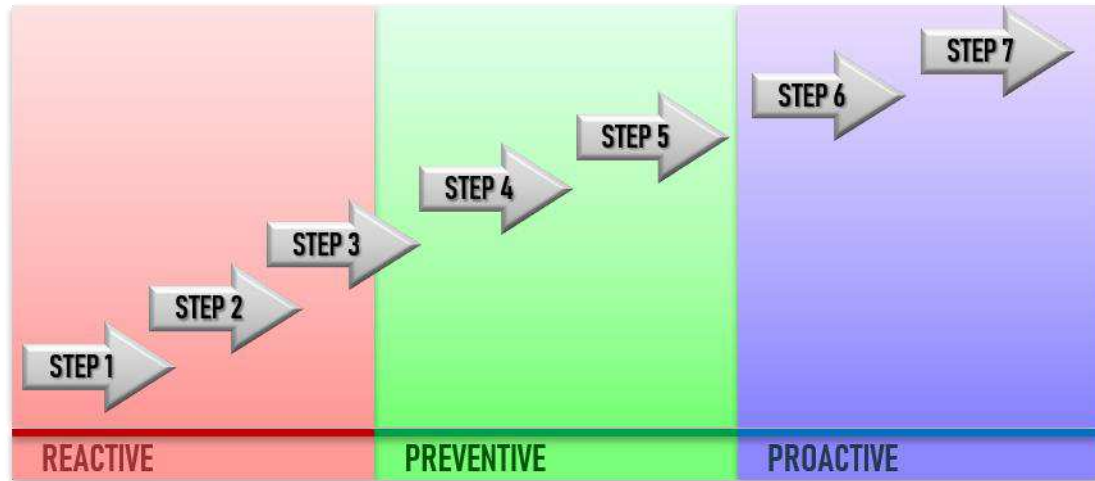 STEP 1
STEP 2
STEP 3
STEP 4
STEP 5
STEP 6
STEP 7
REACTIVE
PREVENTIVE
PROACTIVE